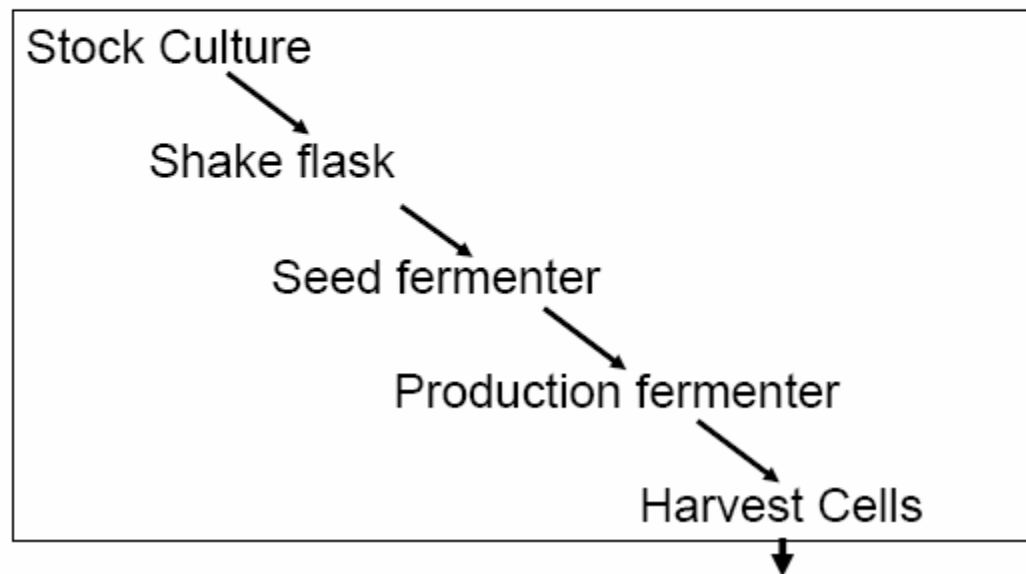 Stock Culture
Shake flask
Seed fermenter
Production fermenter
Harvest Cells